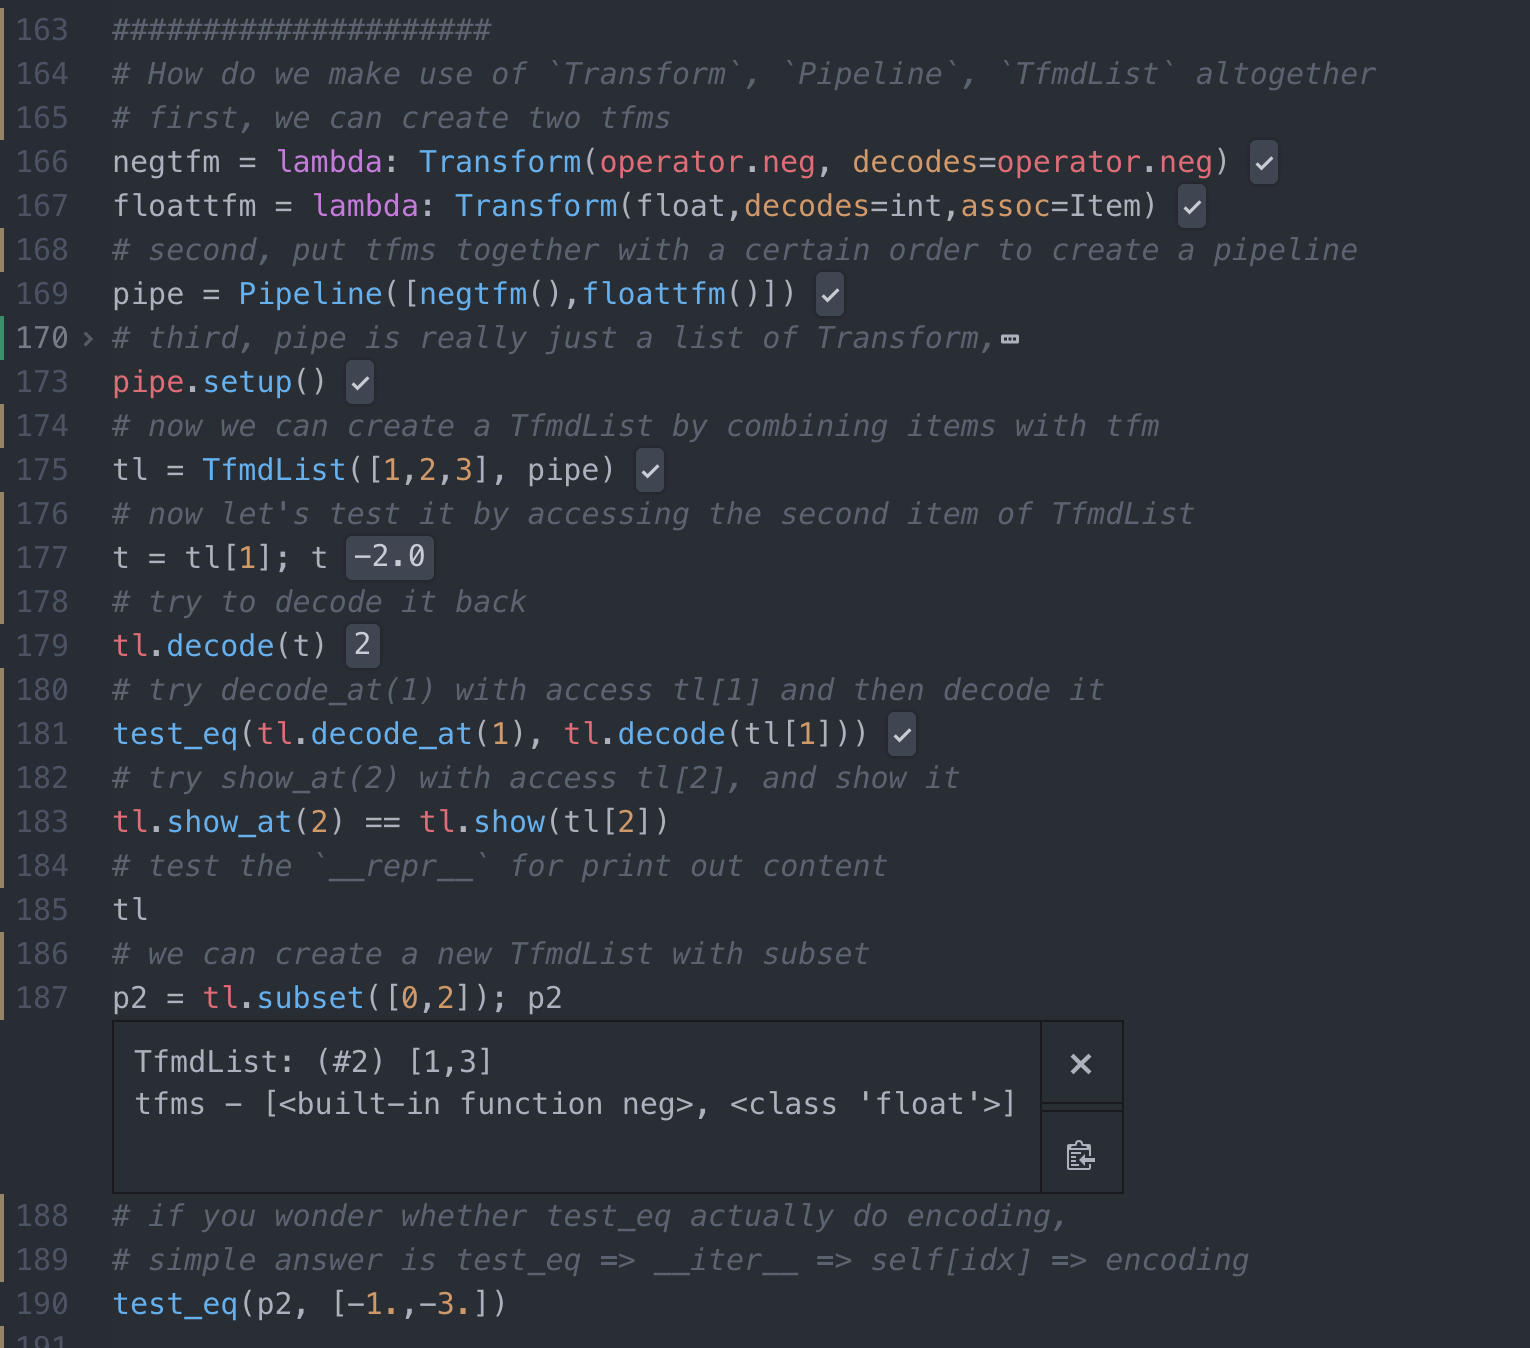 163 #####################
164 # How do we make use of `Transform`, `Pipeline`, `TfmdList` altogether
165 # first, we can create two tfms
166 negtfm = lambda: Transform(operator.neg, decodes=operator.neg) ✓
167 floattfm = lambda: Transform(float,decodes=int,assoc=Item) ✓
168 # second, put tfms together with a certain order to create a pipeline
169 pipe = Pipeline([negtfm(),floattfm()]) ✓
170 > # third, pipe is really just a list of Transform,…
173 pipe.setup() ✓
174 # now we can create a TfmdList by combining items with tfm
175 tl = TfmdList([1,2,3], pipe) ✓
176 # now let's test it by accessing the second item of TfmdList
177 t = tl[1]; t -2.0
178 # try to decode it back
179 tl.decode(t) 2
180 # try decode_at(1) with access tl[1] and then decode it
181 test_eq(tl.decode_at(1), tl.decode(tl[1])) ✓
182 # try show_at(2) with access tl[2], and show it
183 tl.show_at(2) == tl.show(tl[2])
184 # test the `__repr__` for print out content
185 tl
186 # we can create a new TfmdList with subset
187 p2 = tl.subset([0,2]); p2
TfmdList: (#2) [1,3]
tfms - [<built-in function neg>, <class 'float'>]
188 # if you wonder whether test_eq actually do encoding,
189 # simple answer is test_eq => __iter__ => self[idx] => encoding
190 test_eq(p2, [-1.,-3.])
191